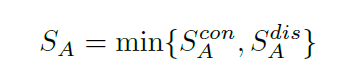 $S_A = \min\{S_A^{con}, S_A^{dis}\}$